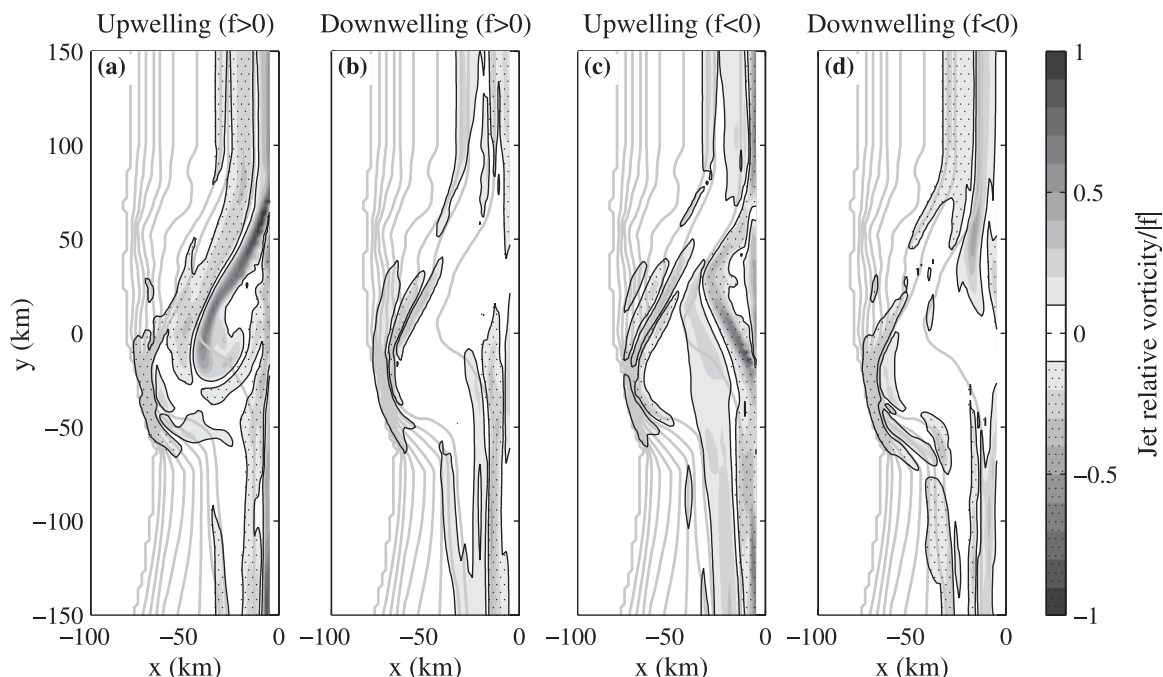 Upwelling (f>0) Downwelling (f>0) Upwelling (f<0) Downwelling (f<0)
(a) (b) (c) (d)
150
100
50
0
−50
−100
−150
y (km)
−100 −50 0
−100 −50 0
−100 −50 0
−100 −50 0
x (km) x (km) x (km) x (km)
1
0.5
0
−0.5
−1
Jet relative vorticity/|f|